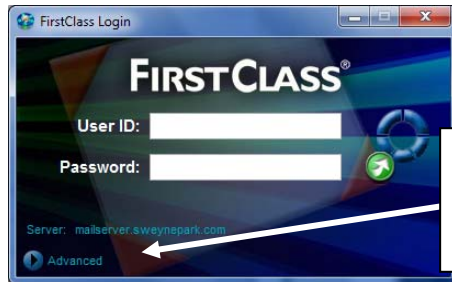 FirstClass Login
FIRSTCLASS®
User ID:
Password:
Server: mailserver.sweynepark.com
Advanced